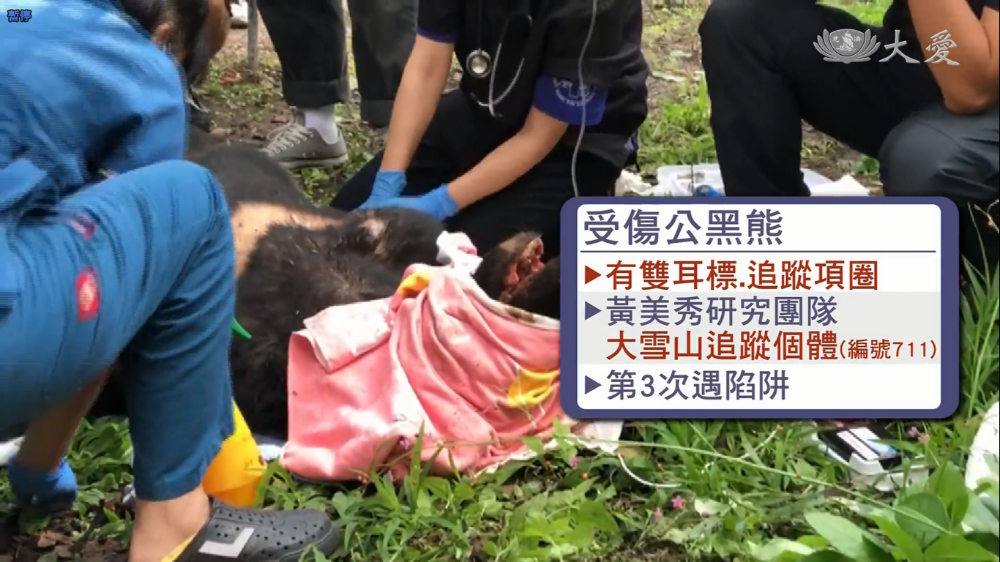 暫停
大愛
受傷公黑熊
▶有雙耳標.追蹤項圈
▶黃美秀研究團隊
大雪山追蹤個體(編號711)
▶第3次遇陷阱